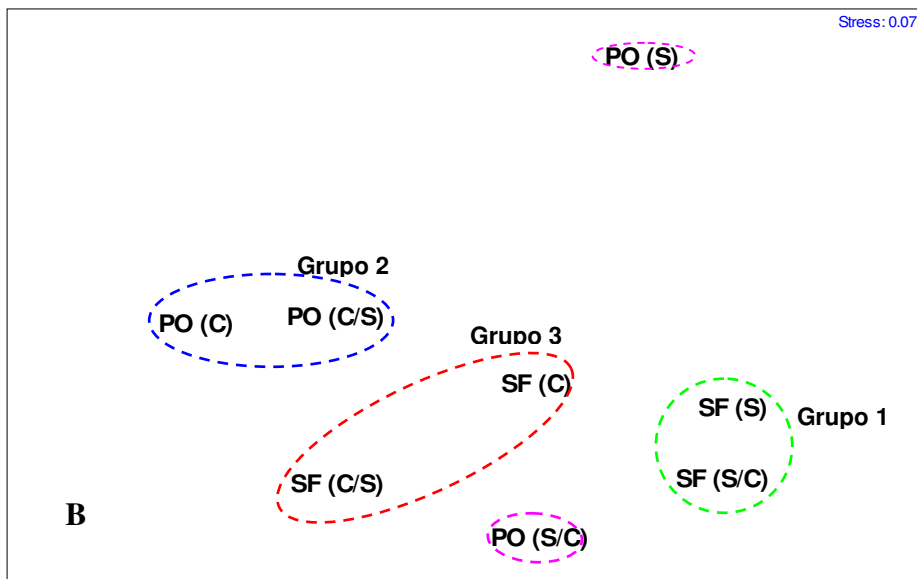 Stress: 0.07
PO (S)
Grupo 2
PO (C)
PO (C/S)
Grupo 3
SF (C)
SF (S)
Grupo 1
SF (C/S)
SF (S/C)
B
PO (S/C)